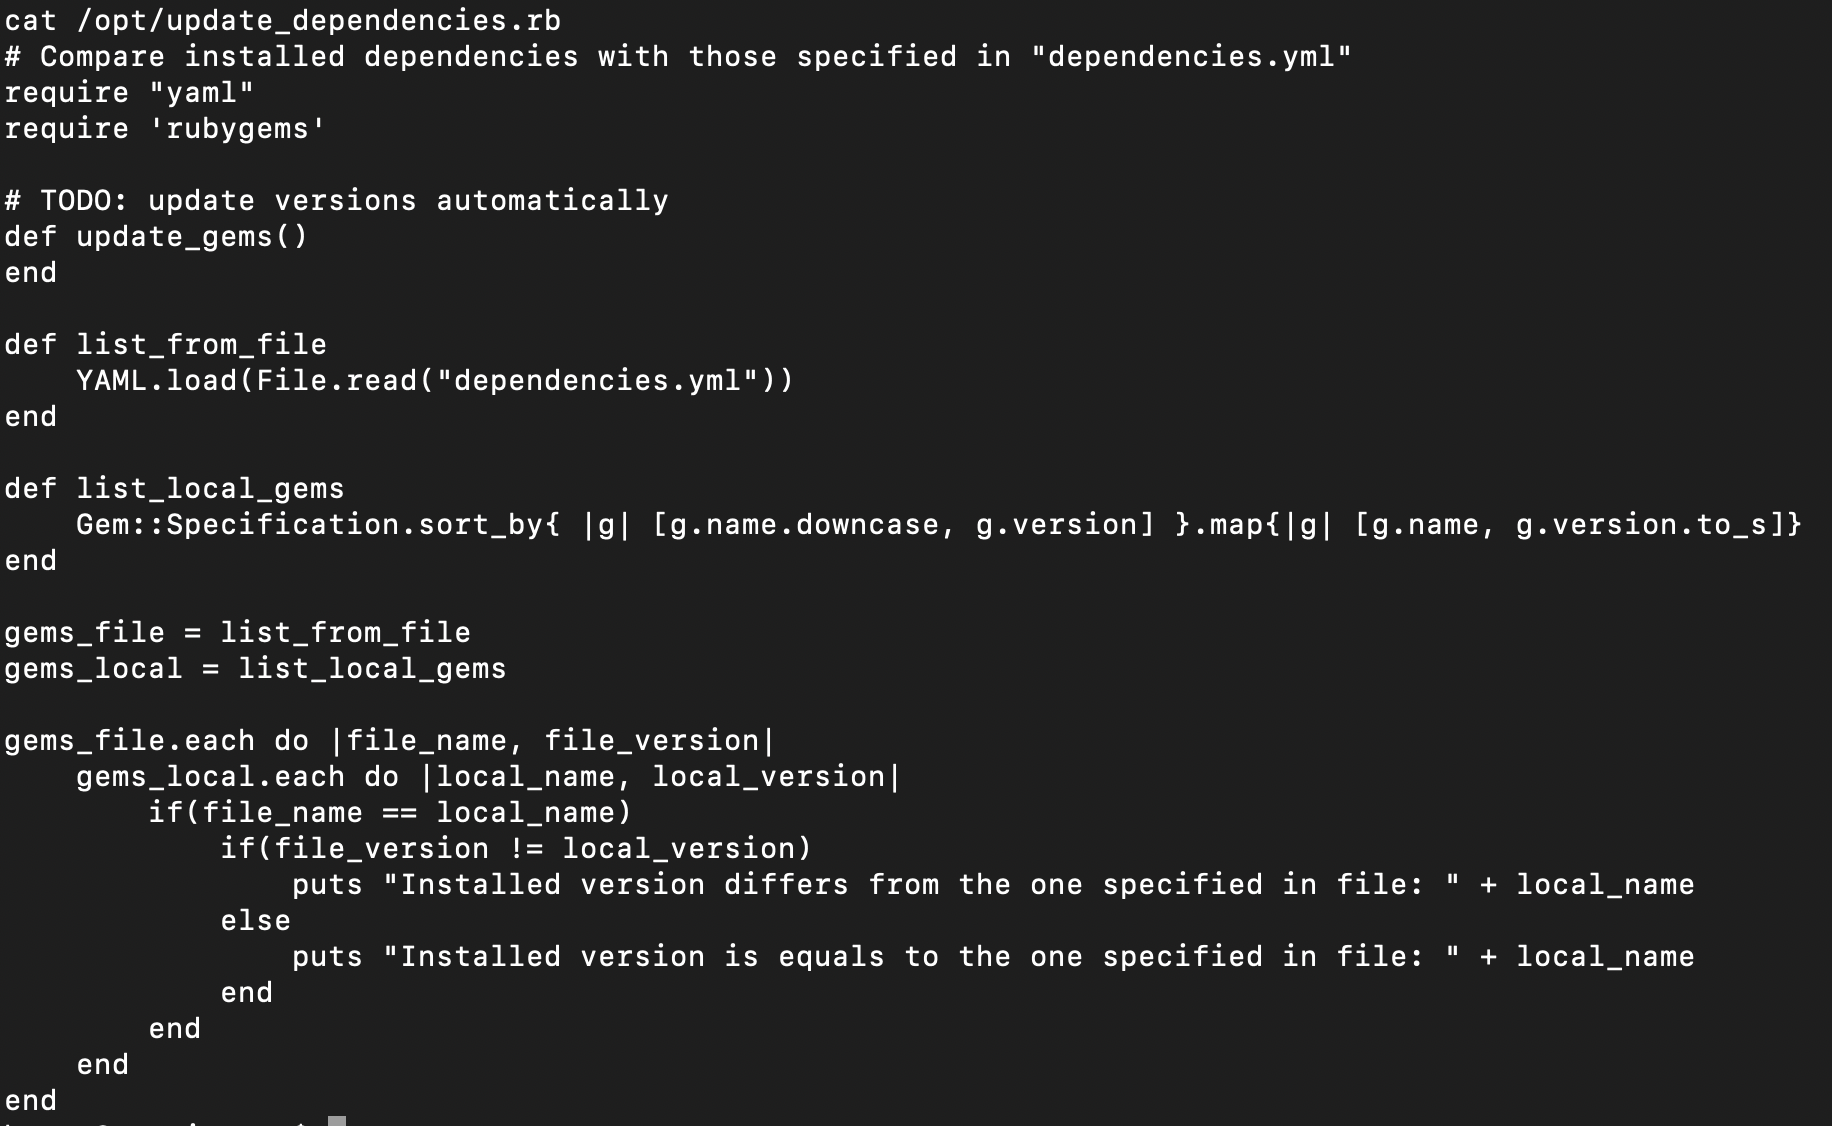 cat /opt/update_dependencies.rb
# Compare installed dependencies with those specified in "dependencies.yml"
require "yaml"
require 'rubygems'

# TODO: update versions automatically
def update_gems()
end

def list_from_file
    YAML.load(File.read("dependencies.yml"))
end

def list_local_gems
    Gem::Specification.sort_by{ |g| [g.name.downcase, g.version] }.map{|g| [g.name, g.version.to_s]}
end

gems_file = list_from_file
gems_local = list_local_gems

gems_file.each do |file_name, file_version|
    gems_local.each do |local_name, local_version|
        if(file_name == local_name)
            if(file_version != local_version)
                puts "Installed version differs from the one specified in file: " + local_name
            else
                puts "Installed version is equals to the one specified in file: " + local_name
            end
        end
    end
end